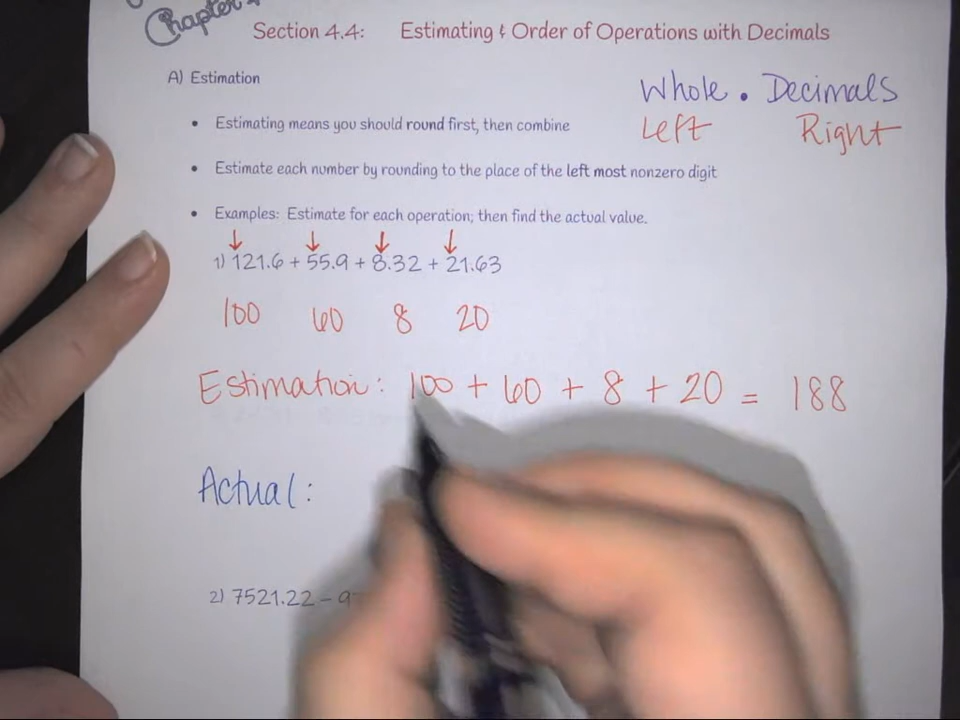 Chapter
Section 4.4: Estimating & Order of Operations with Decimals
A) Estimation
Whole . Decimals
Left Right
• Estimating means you should round first, then combine
• Estimate each number by rounding to the place of the left most nonzero digit
• Examples: Estimate for each operation; then find the actual value.
1) 121.6 + 55.9 + 8.32 + 21.63
100 60 8 20
Estimation: 100 + 60 + 8 + 20 = 188
Actual:
2) 7521.22 – 9